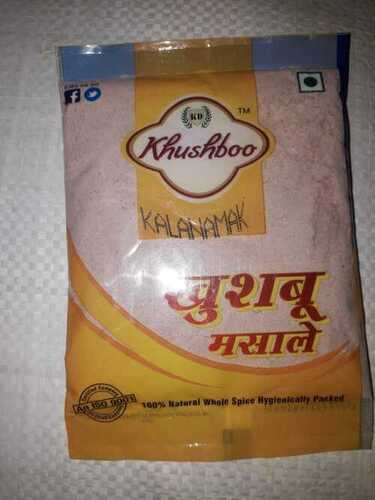 KD
TM
Khushboo
KALANAMAK
खुशबू
मसाले
An ISO 9001
100% Natural Whole Spice Hygienically Packed